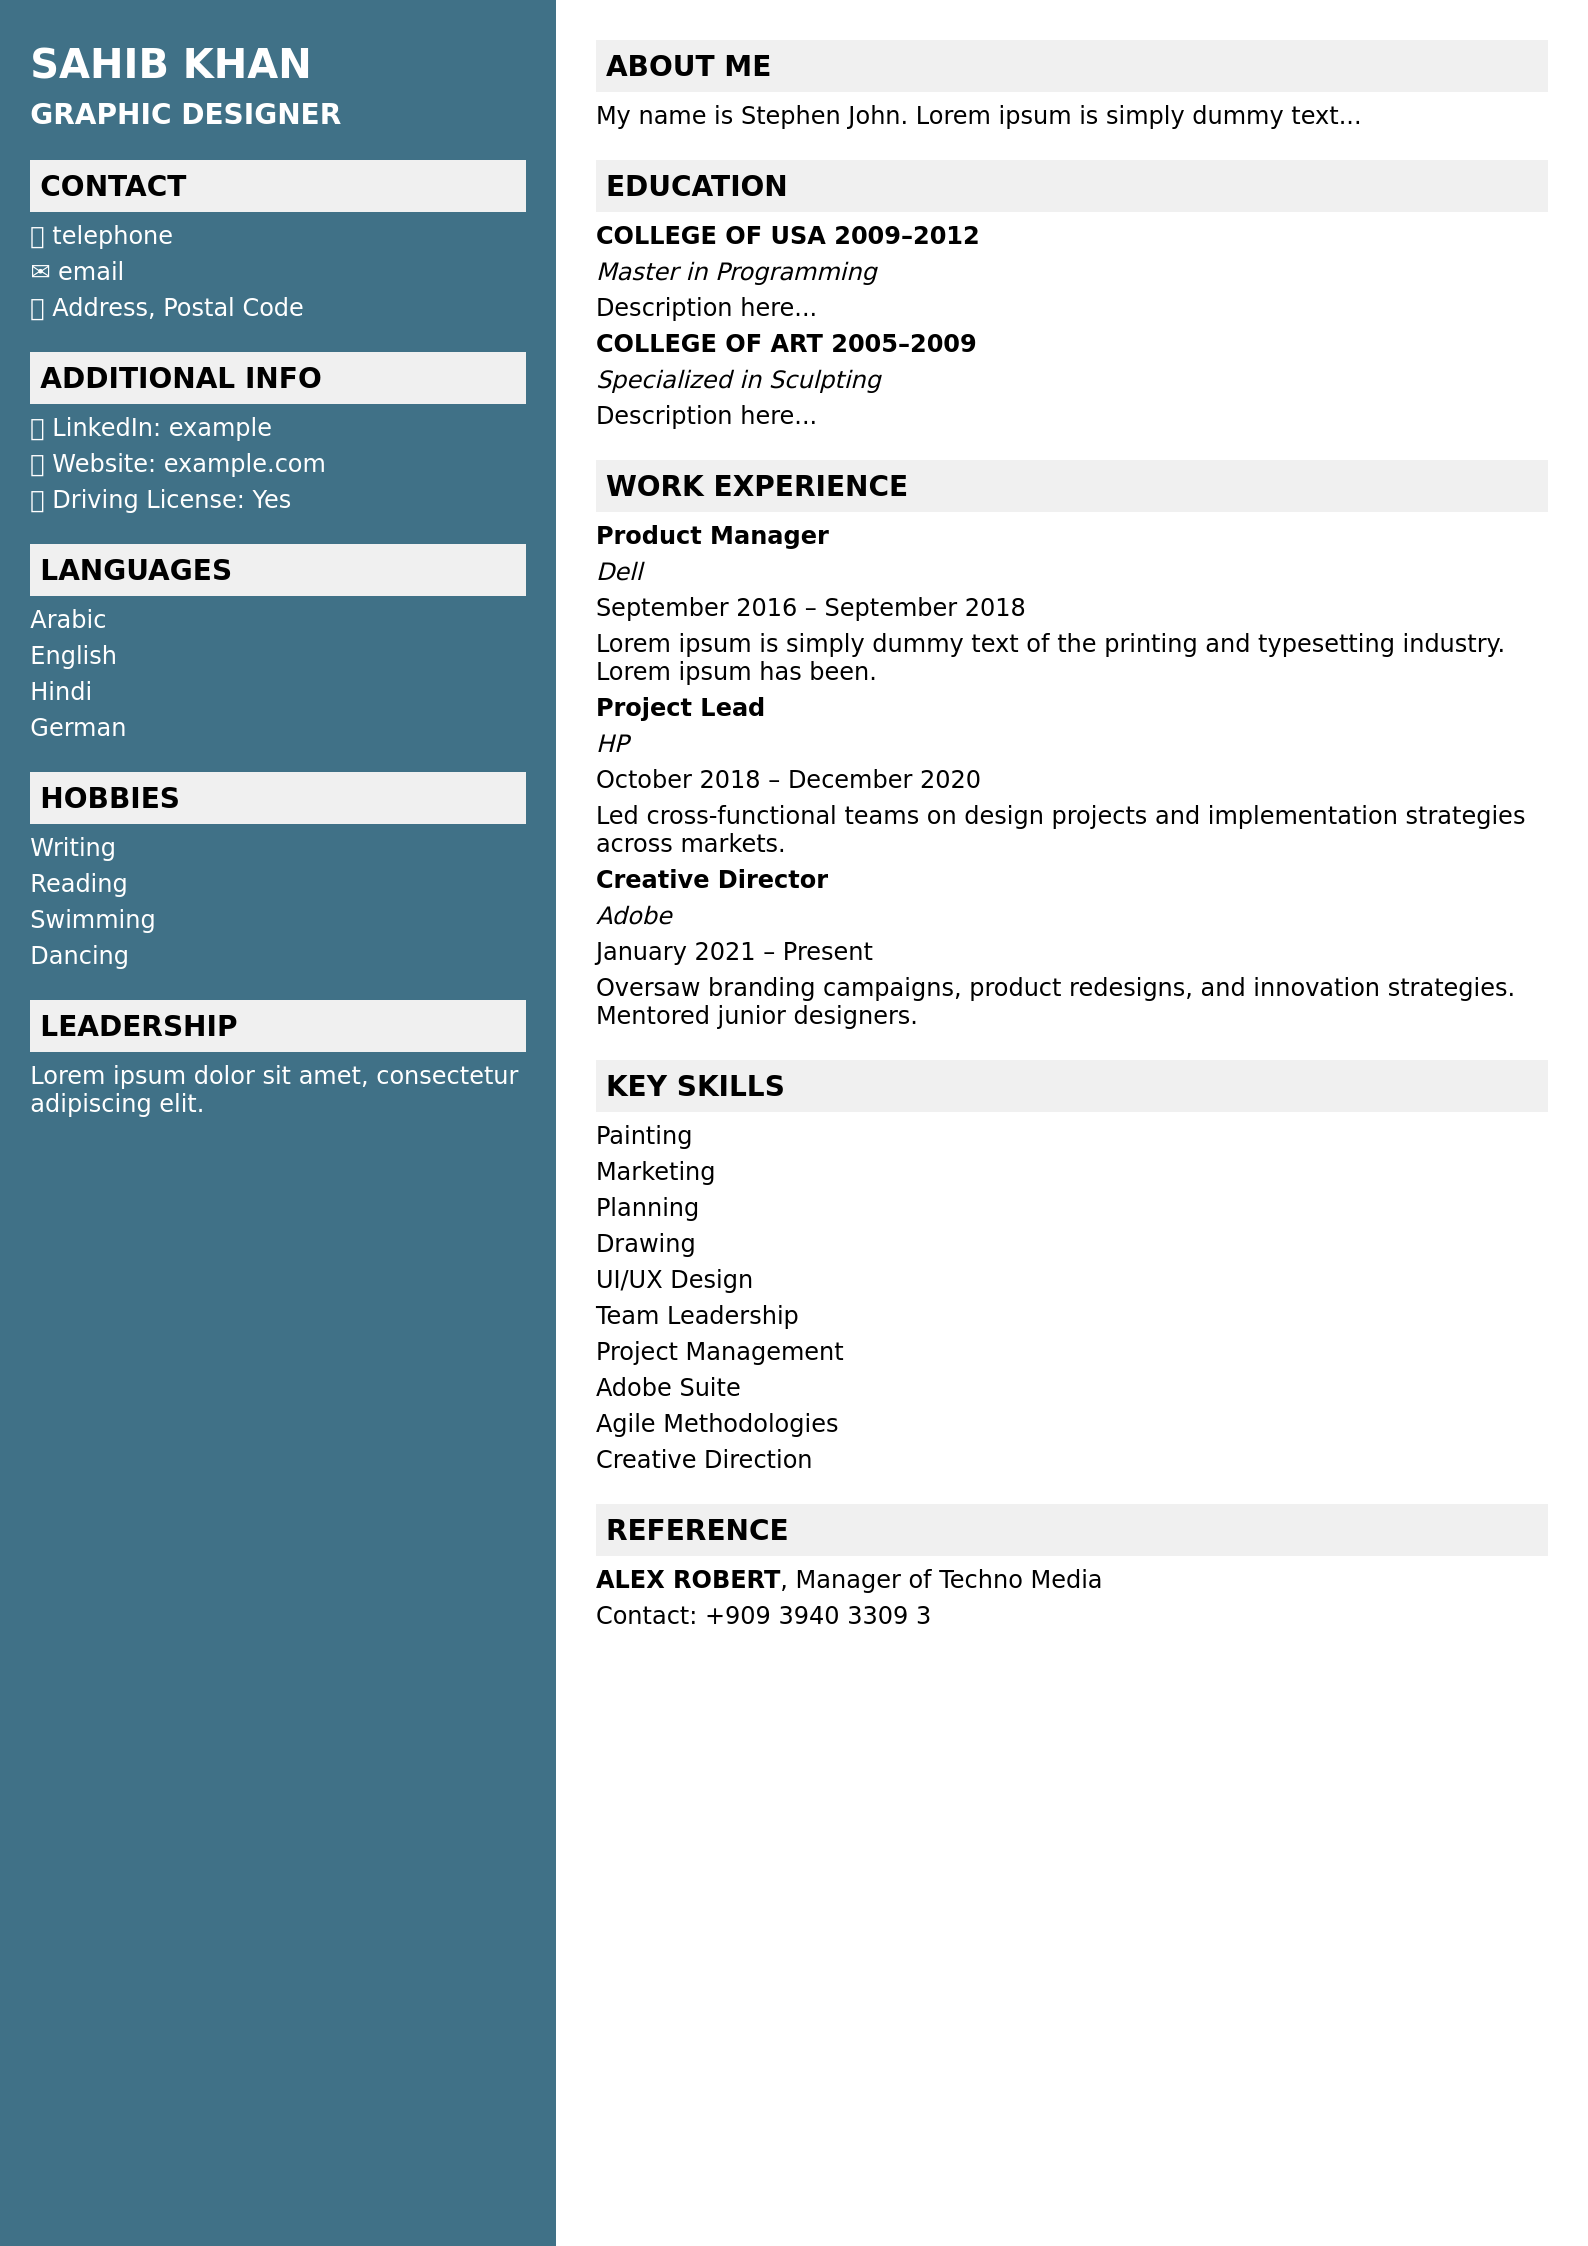 SAHIB KHAN
GRAPHIC DESIGNER
CONTACT
telephone
✉ email
Address, Postal Code
ADDITIONAL INFO
LinkedIn: example
Website: example.com
Driving License: Yes
LANGUAGES
Arabic
English
Hindi
German
HOBBIES
Writing
Reading
Swimming
Dancing
LEADERSHIP
Lorem ipsum dolor sit amet, consectetur
adipiscing elit.
ABOUT ME
My name is Stephen John. Lorem ipsum is simply dummy text...
EDUCATION
COLLEGE OF USA 2009–2012
Master in Programming
Description here...
COLLEGE OF ART 2005–2009
Specialized in Sculpting
Description here...
WORK EXPERIENCE
Product Manager
Dell
September 2016 – September 2018
Lorem ipsum is simply dummy text of the printing and typesetting industry.
Lorem ipsum has been.
Project Lead
HP
October 2018 – December 2020
Led cross-functional teams on design projects and implementation strategies
across markets.
Creative Director
Adobe
January 2021 – Present
Oversaw branding campaigns, product redesigns, and innovation strategies.
Mentored junior designers.
KEY SKILLS
Painting
Marketing
Planning
Drawing
UI/UX Design
Team Leadership
Project Management
Adobe Suite
Agile Methodologies
Creative Direction
REFERENCE
ALEX ROBERT, Manager of Techno Media
Contact: +909 3940 3309 3